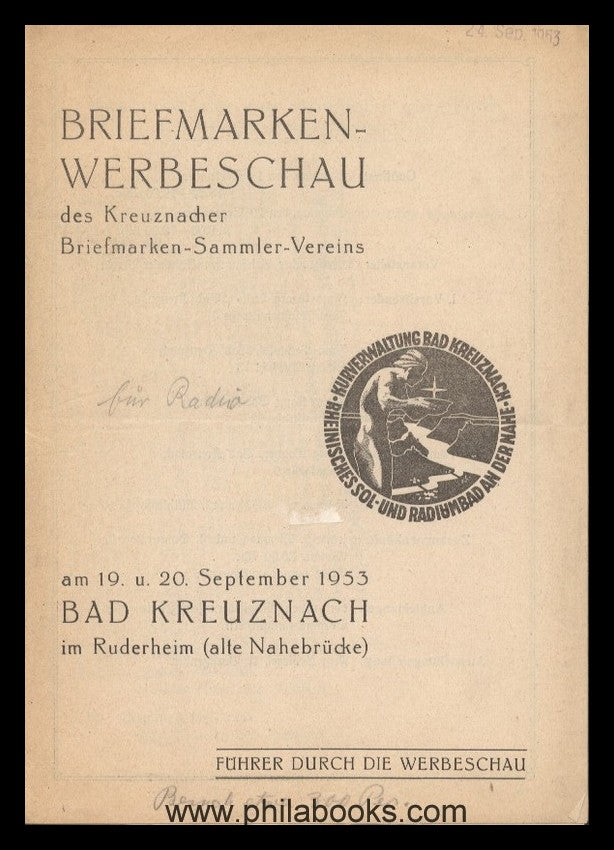 24. Sep. 1953
BRIEFMARKEN-
WERBESCHAU
des Kreuznacher
Briefmarken-Sammler-Vereins
KURVERWALTUNG BAD KREUZNACH
RHEINISCHES SOL- UND RADIUMBAD AN DER NAHE
für Radio
am 19. u. 20. September 1953
BAD KREUZNACH
im Ruderheim (alte Nahebrücke)
FÜHRER DURCH DIE WERBESCHAU
300
www.philabooks.com